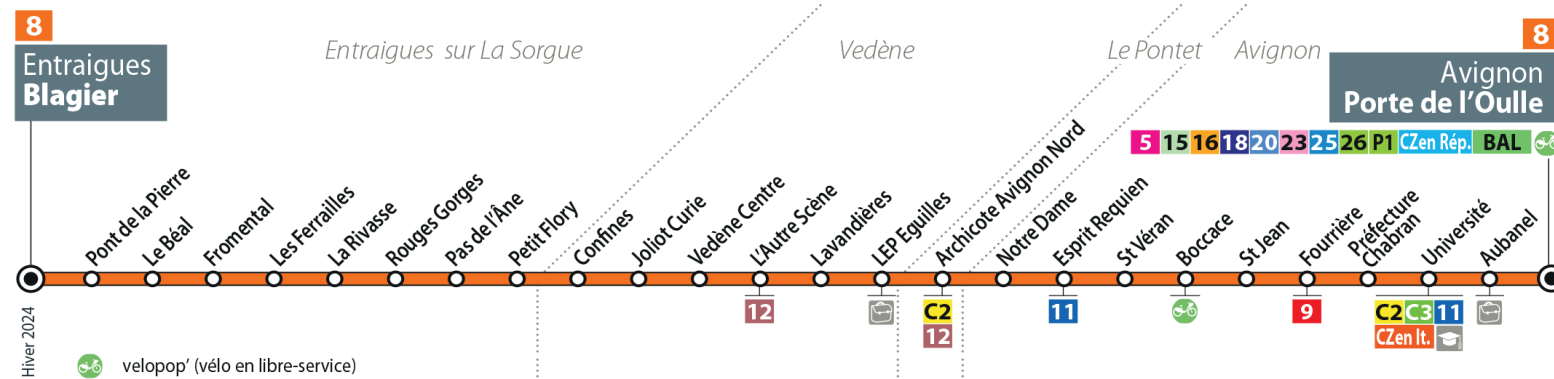 8
Entraigues
Blagier
Entraigues sur La Sorgue
Vedène
Le Pontet
Avignon
8
Avignon
Porte de l'Oulle
5 15 16 18 20 23 25 26 P1 CZen Rép. BAL
Pont de la Pierre
Le Béal
Fromental
Les Ferrailles
La Rivasse
Rouges Gorges
Pas de l'Âne
Petit Flory
Confines
Joliot Curie
Vedène Centre
L'Autre Scène
Lavandières
LEP Eguilles
Archicote Avignon Nord
Notre Dame
Esprit Requien
St Véran
Boccace
St Jean
Fourrière
Préfecture
Chabran
Université
Aubanel
12
C2
12
11
9
C2 C3 11
CZen It.
Hiver 2024
velopop' (vélo en libre-service)